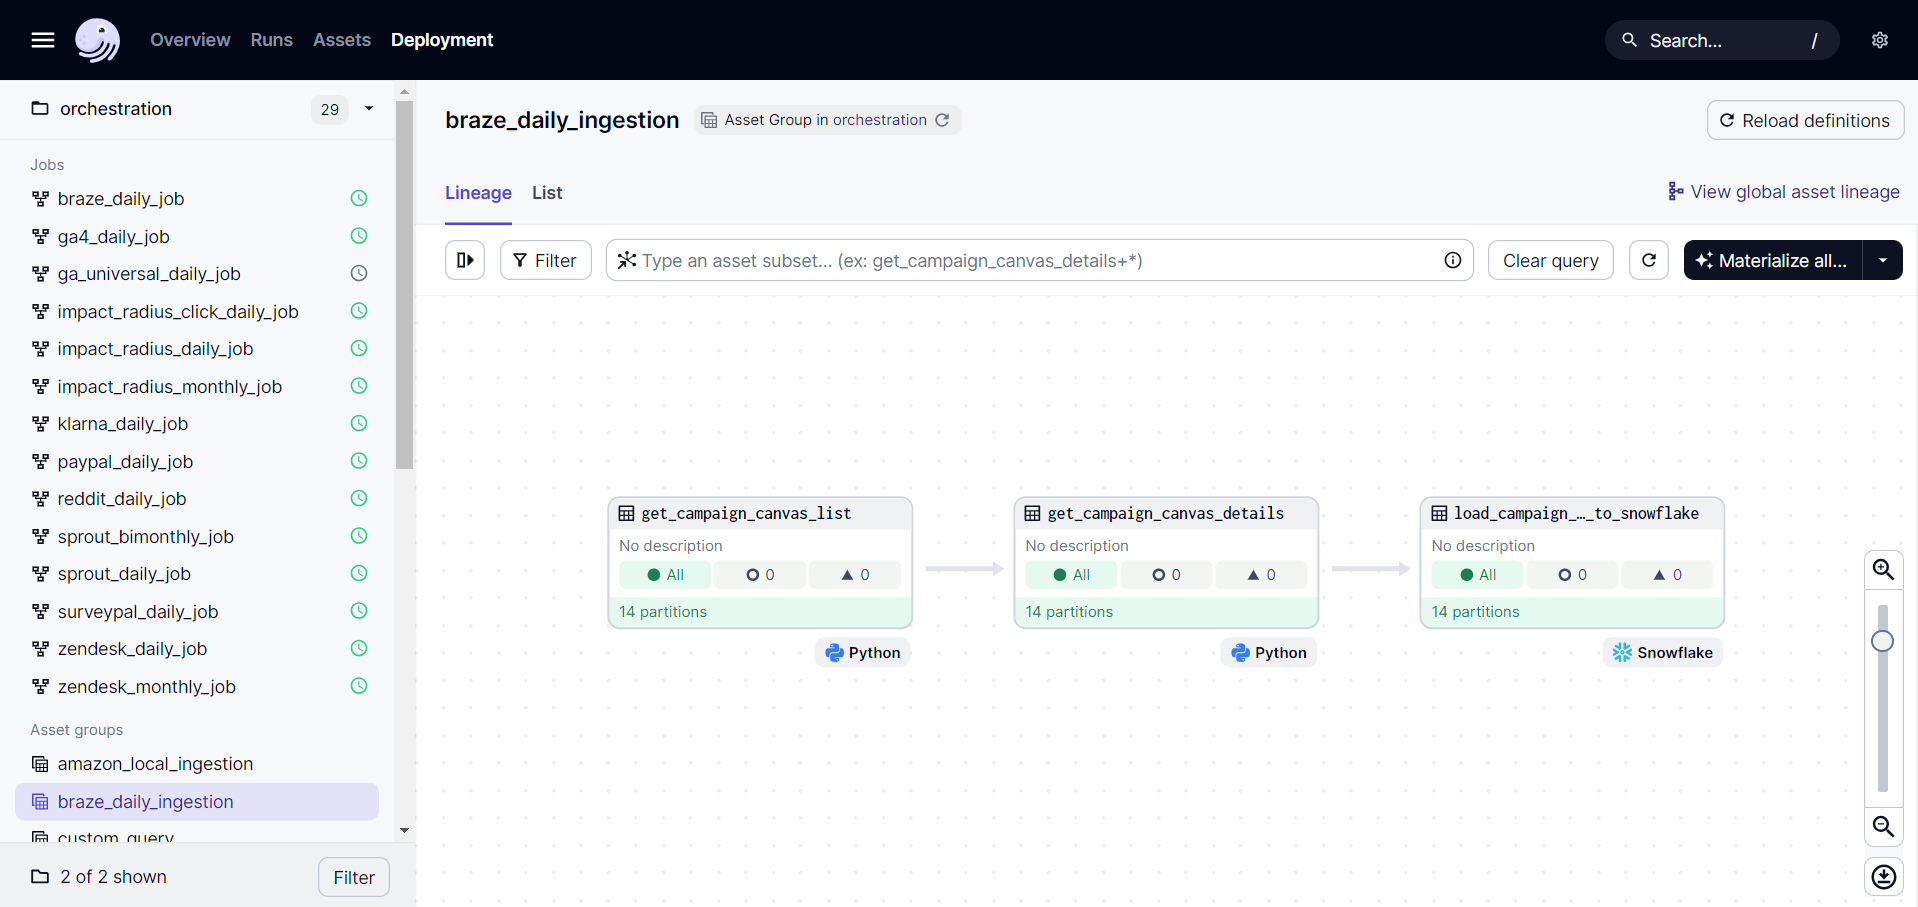 Overview Runs Assets Deployment
Search... /
orchestration 29
Jobs
braze_daily_job
ga4_daily_job
ga_universal_daily_job
impact_radius_click_daily_job
impact_radius_daily_job
impact_radius_monthly_job
klarna_daily_job
paypal_daily_job
reddit_daily_job
sprout_bimonthly_job
sprout_daily_job
surveypal_daily_job
zendesk_daily_job
zendesk_monthly_job
Asset groups
amazon_local_ingestion
braze_daily_ingestion
custom_query
2 of 2 shown Filter
braze_daily_ingestion Asset Group in orchestration
Reload definitions
Lineage List
View global asset lineage
Filter Type an asset subset... (ex: get_campaign_canvas_details+*) Clear query Materialize all...
get_campaign_canvas_list
No description
All 0 0
14 partitions
Python
get_campaign_canvas_details
No description
All 0 0
14 partitions
Python
load_campaign_…_to_snowflake
No description
All 0 0
14 partitions
Snowflake